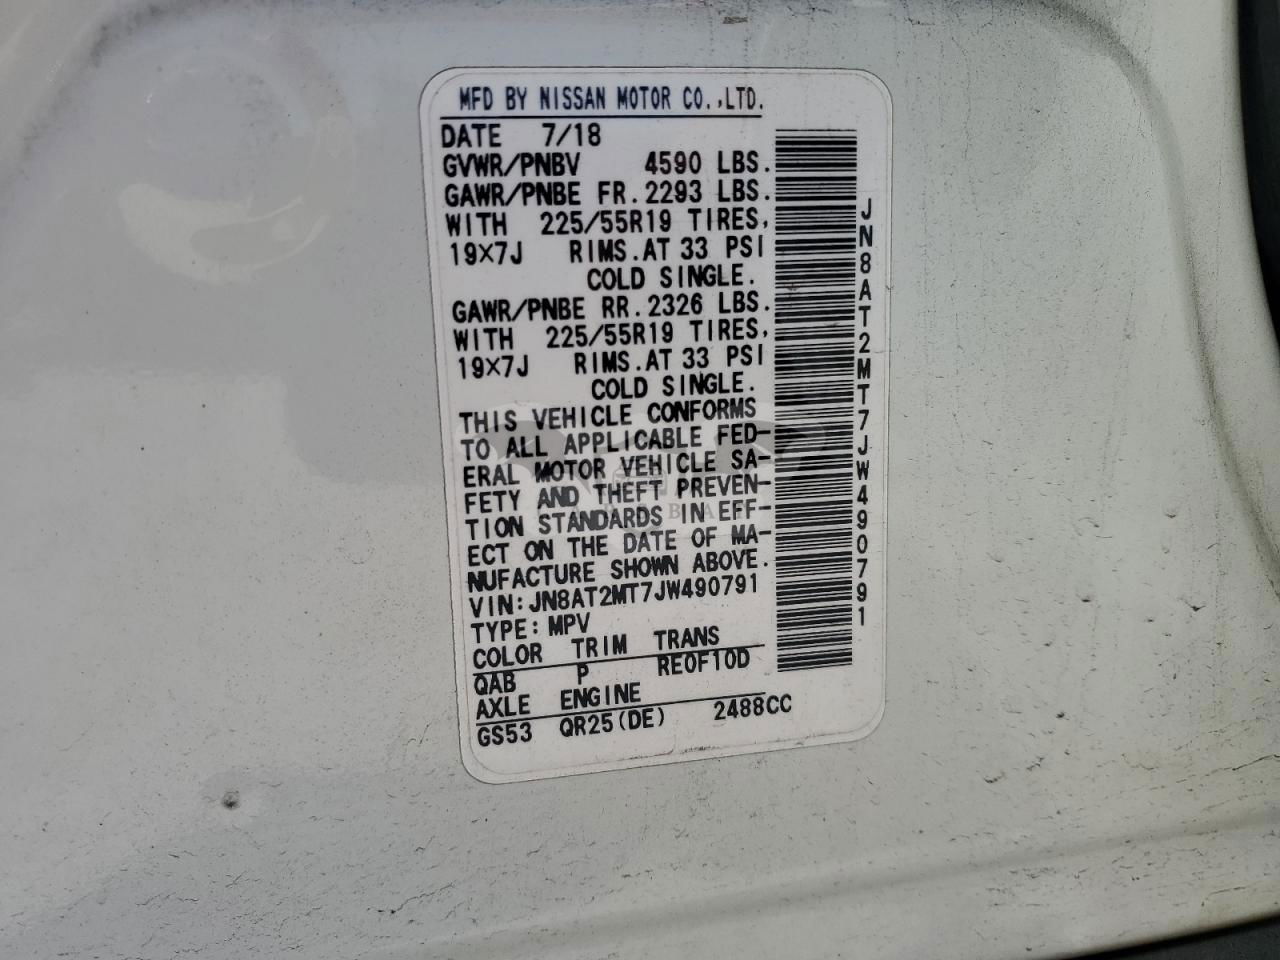 MFD BY NISSAN MOTOR CO.,LTD.
DATE 7/18
GVWR/PNBV 4590 LBS.
GAWR/PNBE FR.2293 LBS.
WITH 225/55R19 TIRES,
19X7J RIMS.AT 33 PSI
COLD SINGLE.
GAWR/PNBE RR.2326 LBS.
WITH 225/55R19 TIRES,
19X7J RIMS.AT 33 PSI
COLD SINGLE.
THIS VEHICLE CONFORMS
TO ALL APPLICABLE FED-
ERAL MOTOR VEHICLE SA-
FETY AND THEFT PREVEN-
TION STANDARDS IN EFF-
ECT ON THE DATE OF MA-
NUFACTURE SHOWN ABOVE.
VIN:JN8AT2MT7JW490791
TYPE:MPV
COLOR TRIM TRANS
QAB P RE0F10D
AXLE ENGINE
GS53 QR25(DE) 2488CC
JN8AT2MT7JW490791